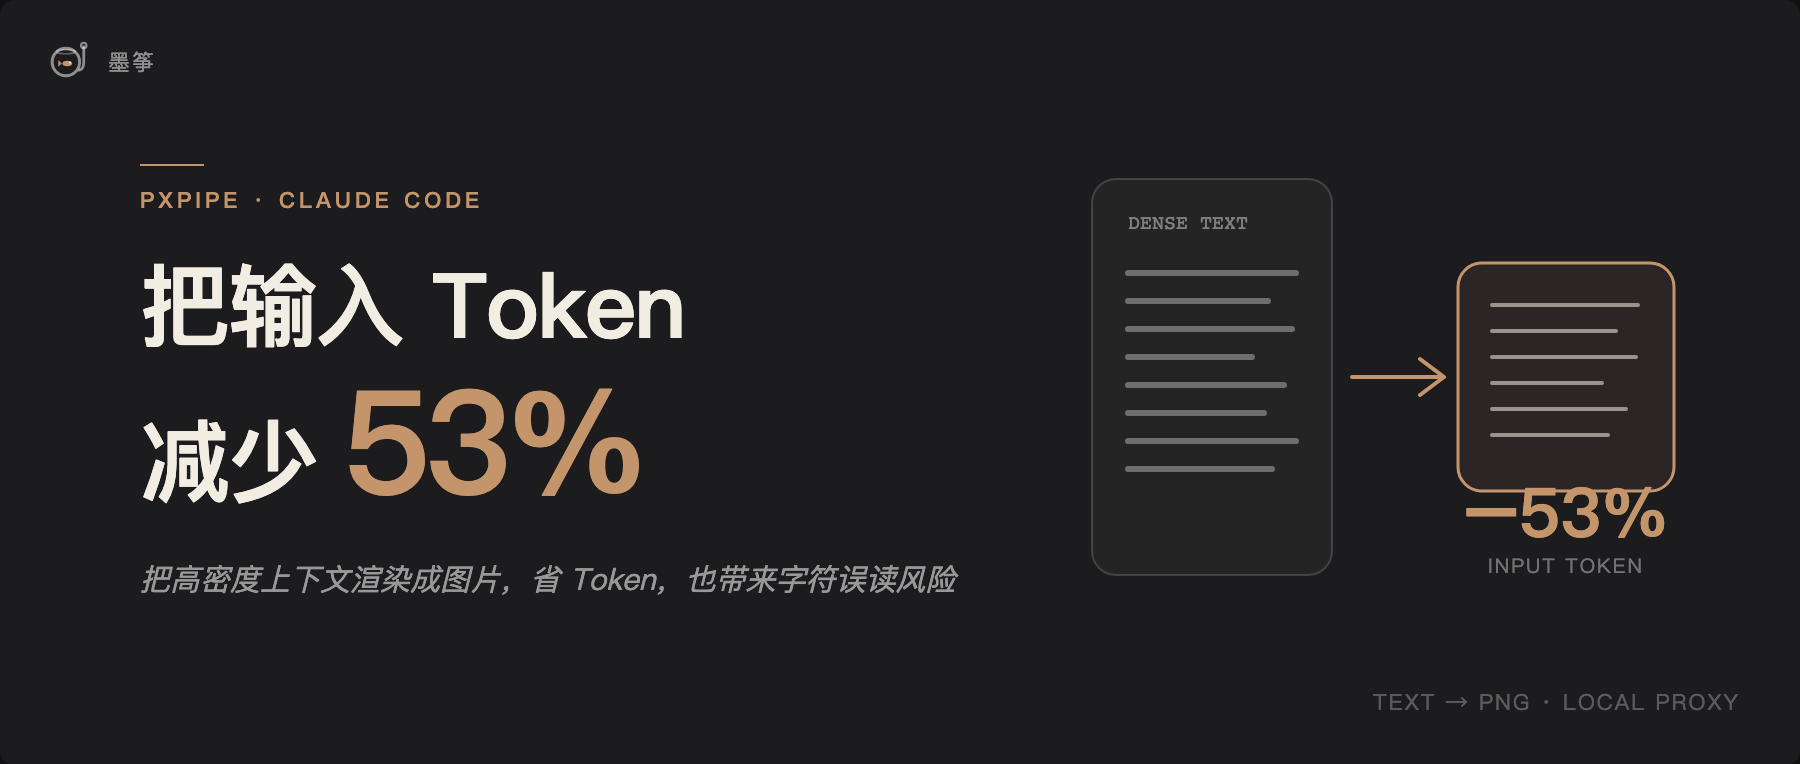 墨筝
PXPIPE · CLAUDE CODE
把输入 Token
减少 53%
把高密度上下文渲染成图片，省 Token，也带来字符误读风险
DENSE TEXT
—53%
INPUT TOKEN
TEXT → PNG · LOCAL PROXY